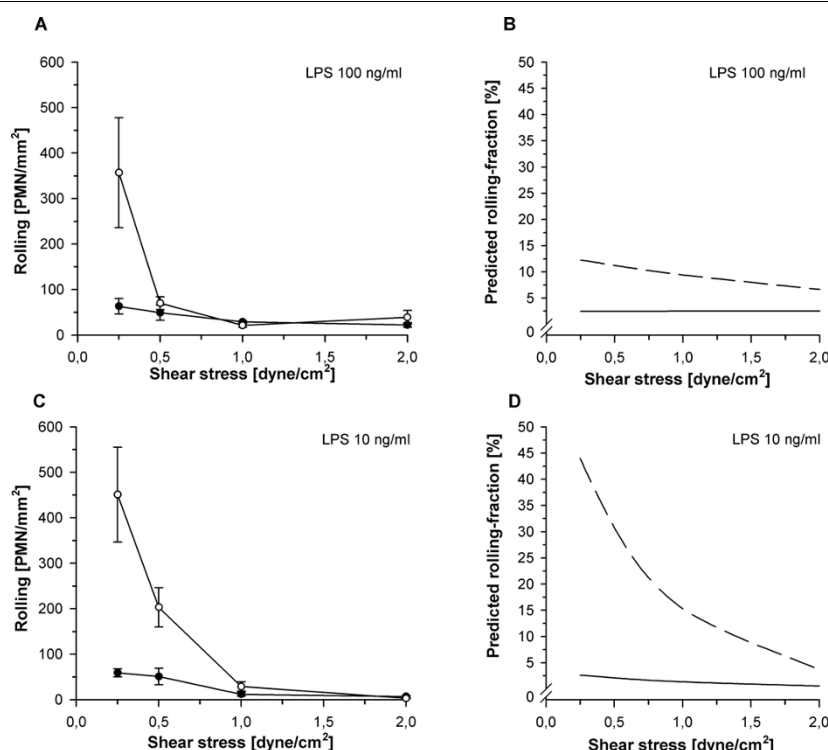 A
LPS 100 ng/ml
Rolling [PMN/mm²]
600
500
400
300
200
100
0
0,0 0,5 1,0 1,5 2,0
Shear stress [dyne/cm²]
B
LPS 100 ng/ml
Predicted rolling-fraction [%]
50
45
40
35
30
25
20
15
10
5
0
0,0 0,5 1,0 1,5 2,0
Shear stress [dyne/cm²]
C
LPS 10 ng/ml
Rolling [PMN/mm²]
600
500
400
300
200
100
0
0,0 0,5 1,0 1,5 2,0
Shear stress [dyne/cm²]
D
LPS 10 ng/ml
Predicted rolling-fraction [%]
50
45
40
35
30
25
20
15
10
5
0
0,0 0,5 1,0 1,5 2,0
Shear stress [dyne/cm²]